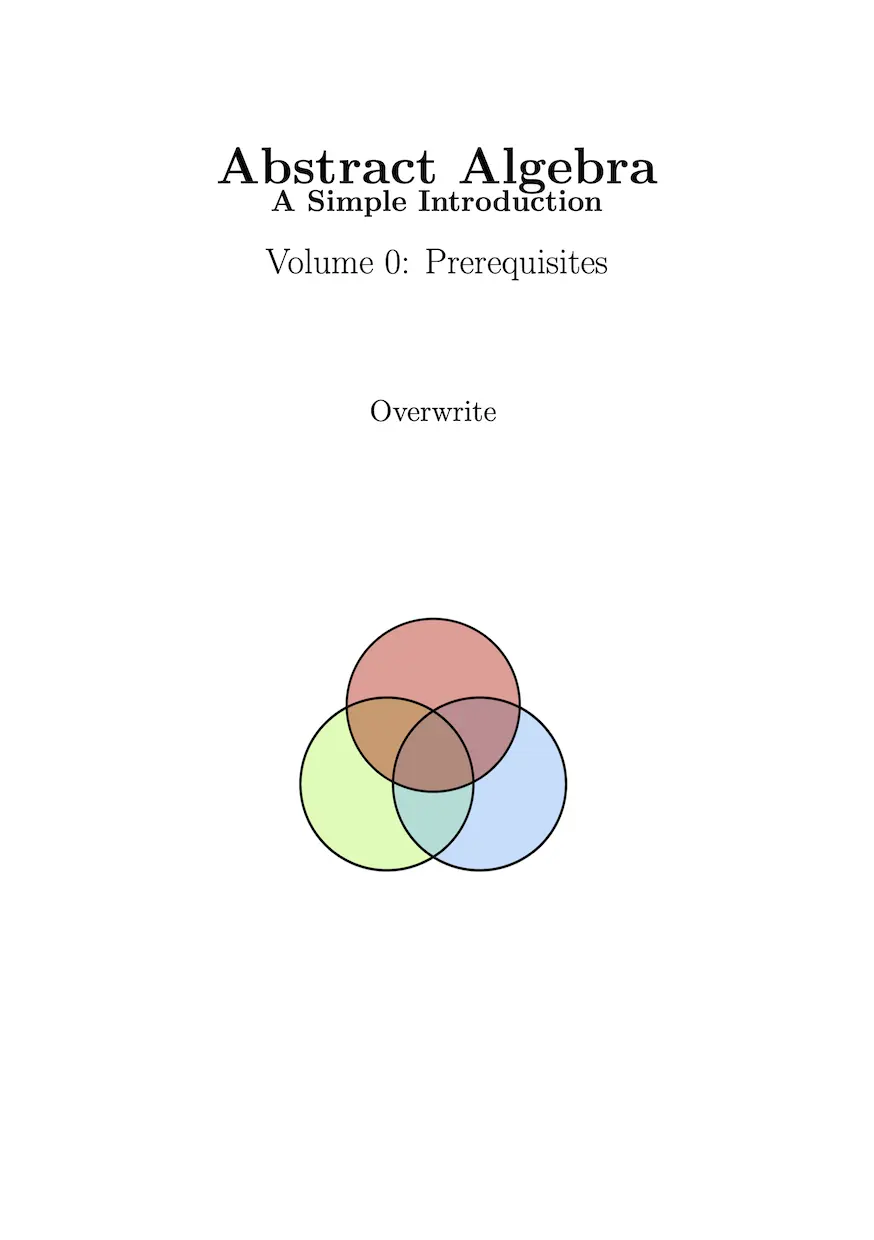 Abstract Algebra
A Simple Introduction
Volume 0: Prerequisites
Overwrite